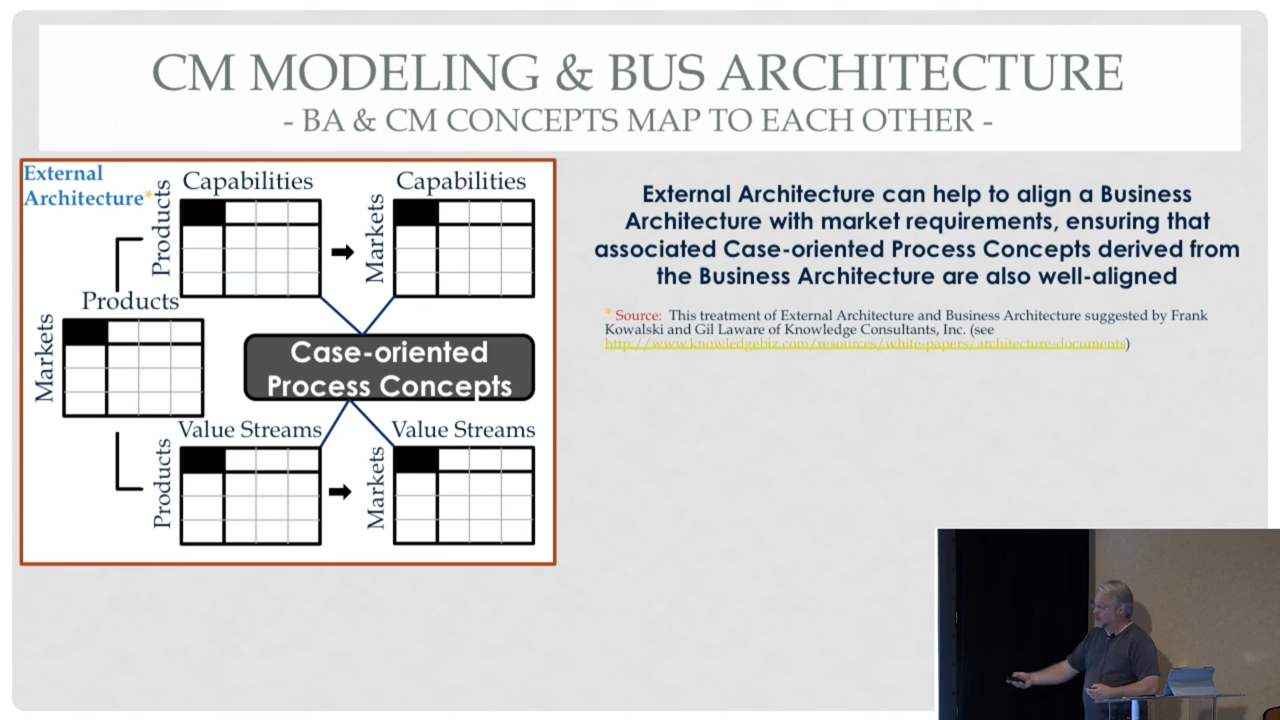 CM MODELING & BUS ARCHITECTURE
- BA & CM CONCEPTS MAP TO EACH OTHER -
External
Architecture*
Products
Capabilities
Markets
Capabilities
Markets
Products
Case-oriented
Process Concepts
Products
Value Streams
Markets
Value Streams
External Architecture can help to align a Business
Architecture with market requirements, ensuring that
associated Case-oriented Process Concepts derived from
the Business Architecture are also well-aligned
* Source: This treatment of External Architecture and Business Architecture suggested by Frank
Kowalski and Gil Laware of Knowledge Consultants, Inc. (see
http://www.knowledgebiz.com/resources/white-papers/architecture-documents)